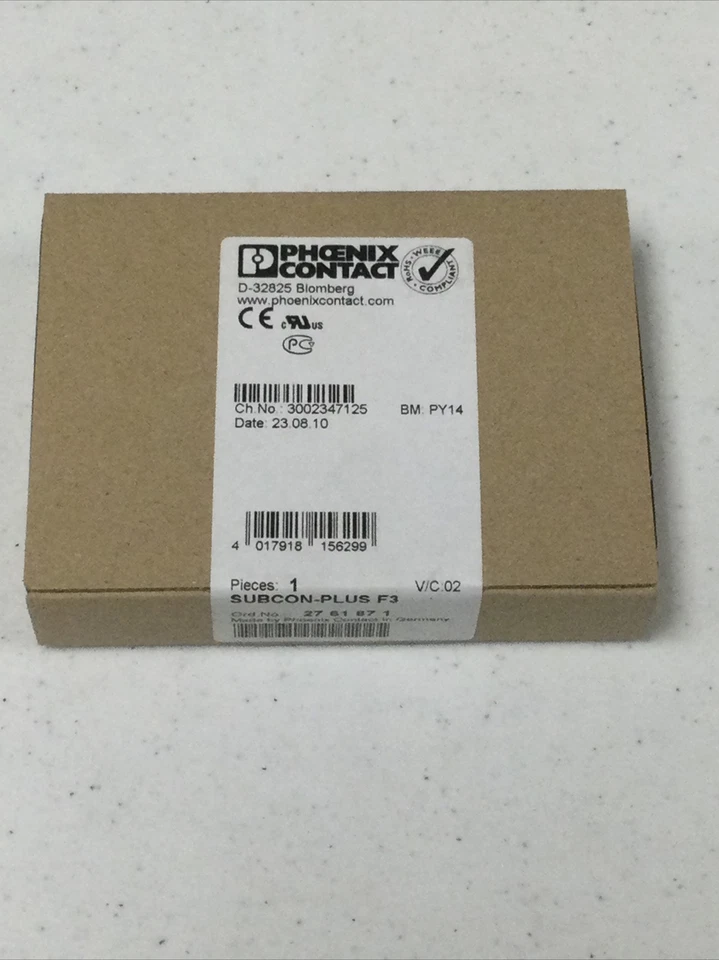 PHŒNIX
CONTACT
RoHS · WEEE · COMPLIANT
D-32825 Blomberg
www.phoenixcontact.com
CE c RU US
PC
Ch.No.: 3002347125 BM: PY14
Date: 23.08.10
4 017918 156299
Pieces: 1 V/C:02
SUBCON-PLUS F3
Ord.No. 27 61 87 1
Made by Phoenix Contact in Germany